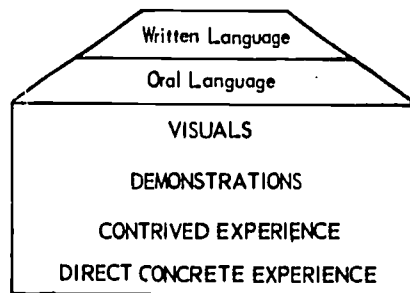 Written Language
Oral Language
VISUALS
DEMONSTRATIONS
CONTRIVED EXPERIENCE
DIRECT CONCRETE EXPERIENCE